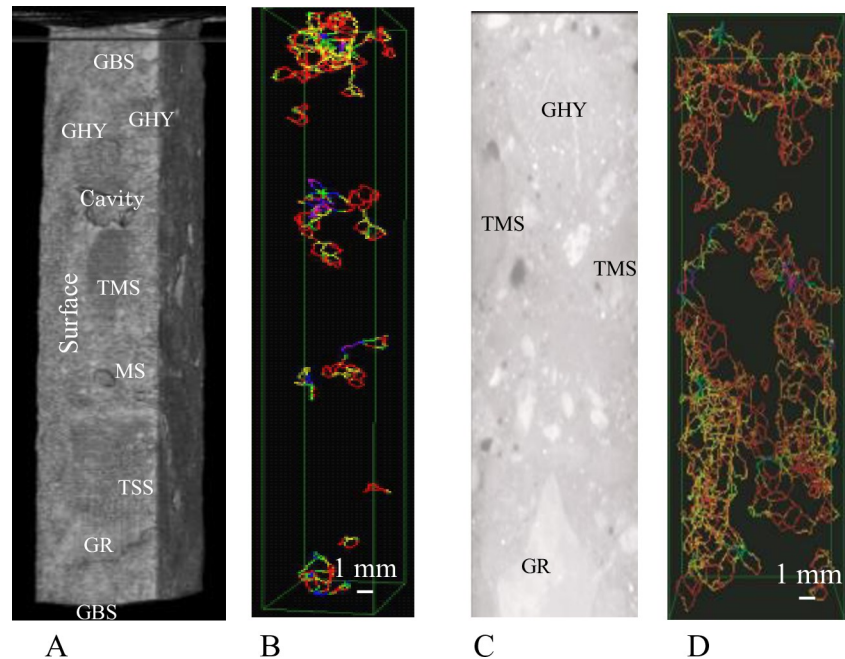 GBS
GHY
GHY
Cavity
Surface
TMS
MS
TSS
GR
GBS
1 mm
GHY
TMS
TMS
GR
1 mm
A
B
C
D